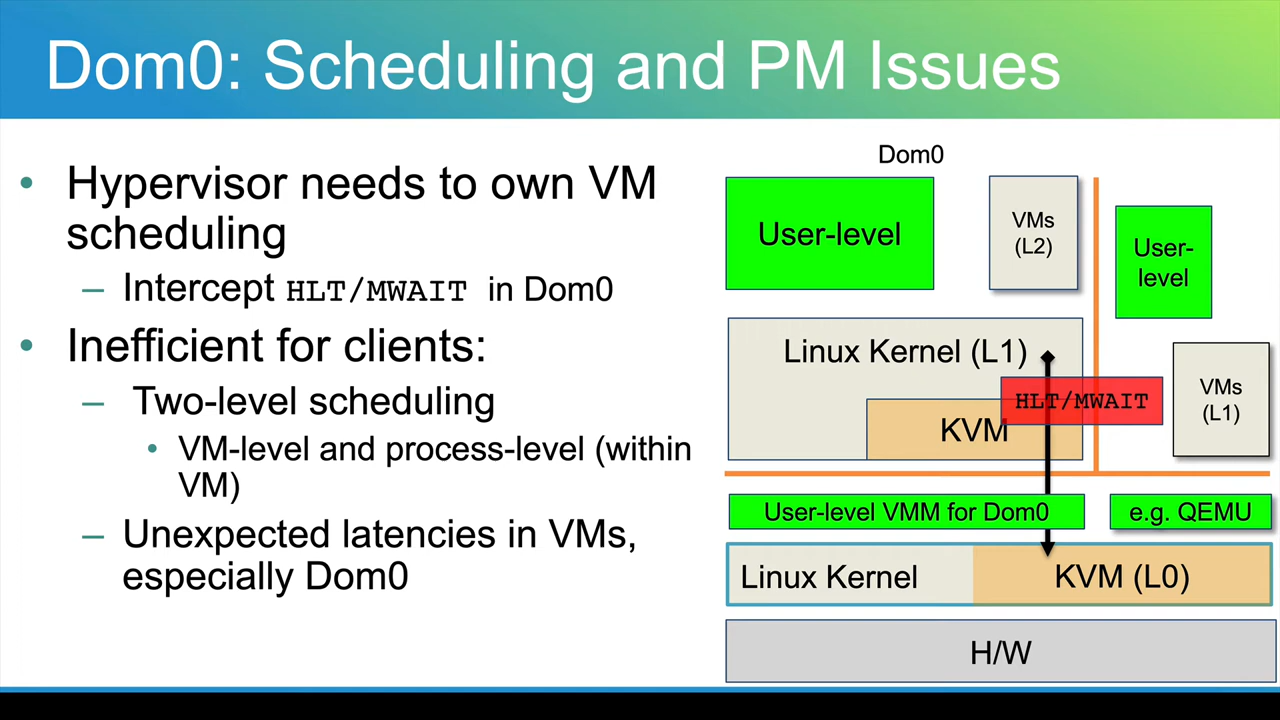 Dom0: Scheduling and PM Issues
• Hypervisor needs to own VM
scheduling
– Intercept HLT/MWAIT in Dom0
• Inefficient for clients:
– Two-level scheduling
• VM-level and process-level (within
VM)
– Unexpected latencies in VMs,
especially Dom0
Dom0
User-level
VMs
(L2)
User-
level
Linux Kernel (L1)
HLT/MWAIT
KVM
VMs
(L1)
User-level VMM for Dom0
e.g. QEMU
Linux Kernel
KVM (L0)
H/W